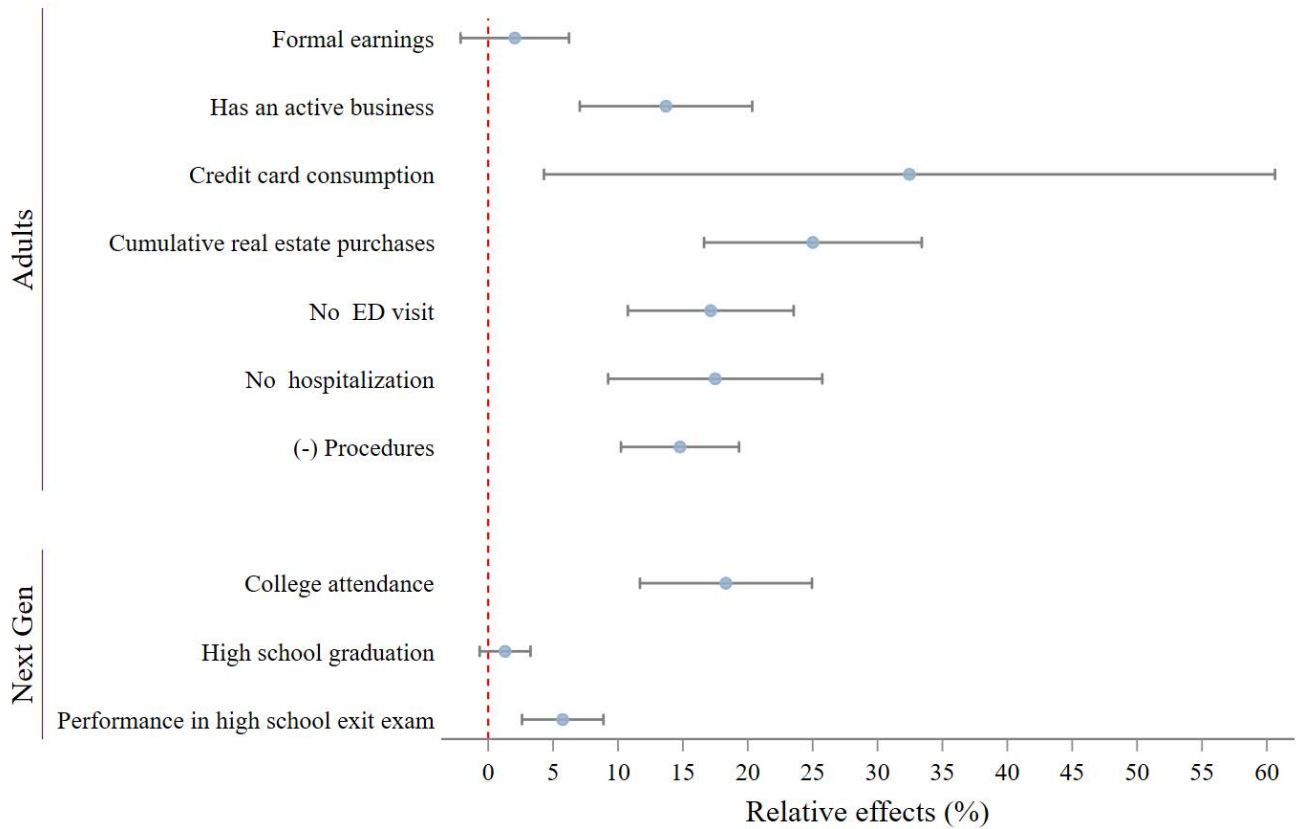 Adults
Formal earnings
Has an active business
Credit card consumption
Cumulative real estate purchases
No  ED visit
No  hospitalization
(-) Procedures
Next Gen
College attendance
High school graduation
Performance in high school exit exam
0 5 10 15 20 25 30 35 40 45 50 55 60
Relative effects (%)